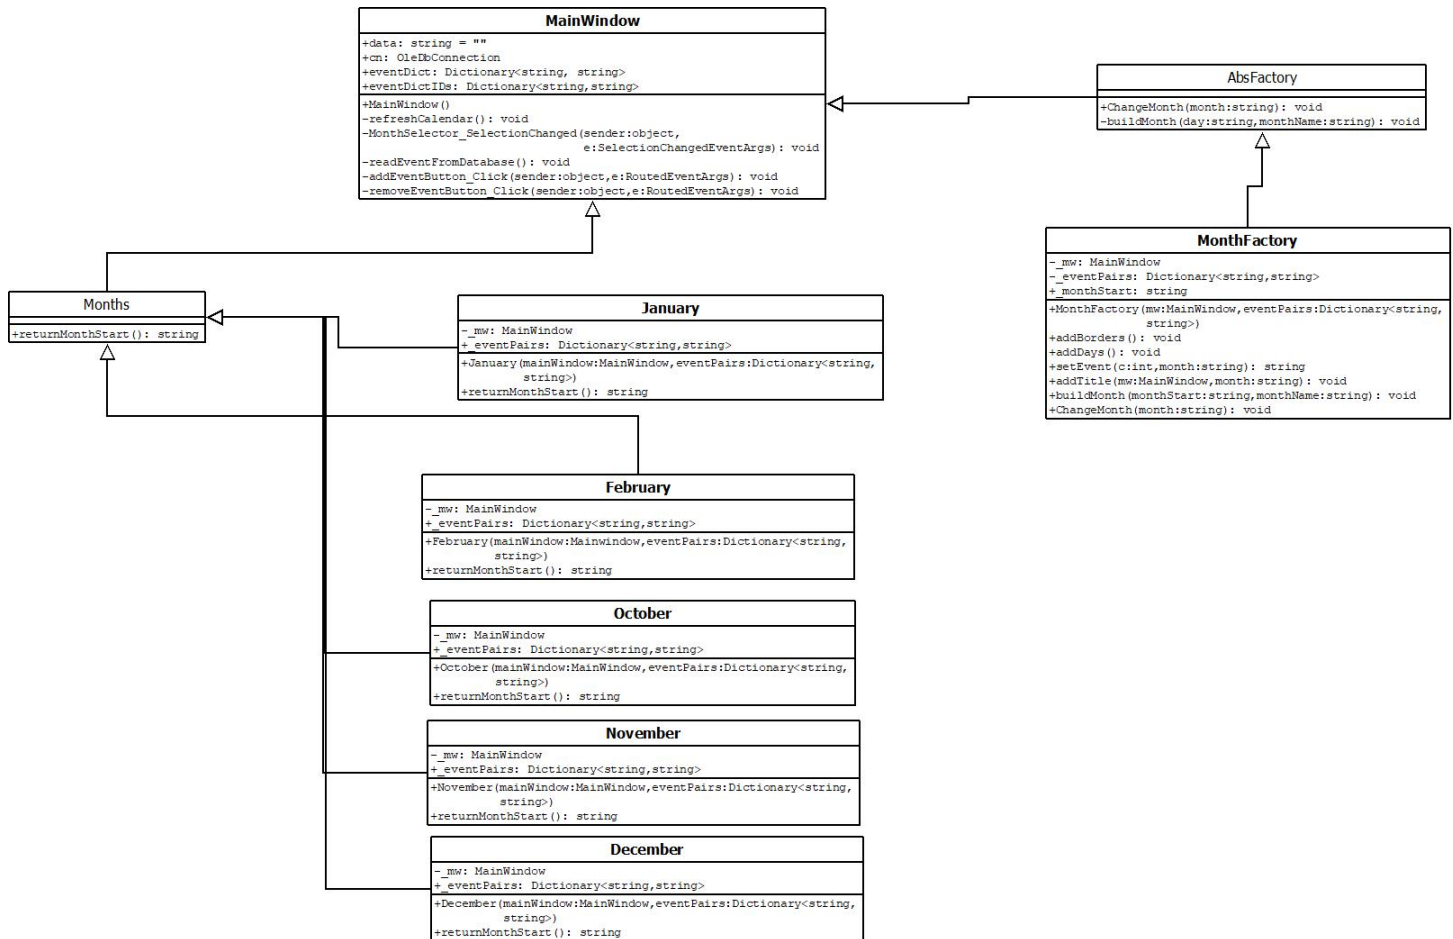 MainWindow
+data: string = ""
+cn: OleDbConnection
+eventDict: Dictionary<string, string>
+eventDictIDs: Dictionary<string,string>
+MainWindow()
-refreshCalendar(): void
-MonthSelector_SelectionChanged(sender:object,
e:SelectionChangedEventArgs): void
-readEventFromDatabase(): void
-addEventButton_Click(sender:object,e:RoutedEventArgs): void
-removeEventButton_Click(sender:object,e:RoutedEventArgs): void
AbsFactory
+ChangeMonth(month:string): void
-buildMonth(day:string,monthName:string): void
MonthFactory
-_mw: MainWindow
-_eventPairs: Dictionary<string,string>
+_monthStart: string
+MonthFactory(mw:MainWindow,eventPairs:Dictionary<string,
string>)
+addBorders(): void
+addDays(): void
+setEvent(c:int,month:string): string
+addTitle(mw:MainWindow,month:string): void
+buildMonth(monthStart:string,monthName:string): void
+ChangeMonth(month:string): void
Months
+returnMonthStart(): string
January
-_mw: MainWindow
+_eventPairs: Dictionary<string,string>
+January(mainWindow:MainWindow,eventPairs:Dictionary<string,
string>)
+returnMonthStart(): string
February
-_mw: MainWindow
+_eventPairs: Dictionary<string,string>
+February(mainWindow:Mainwindow,eventPairs:Dictionary<string,
string>)
+returnMonthStart(): string
October
-_mw: MainWindow
+_eventPairs: Dictionary<string,string>
+October(mainWindow:MainWindow,eventPairs:Dictionary<string,
string>)
+returnMonthStart(): string
November
-_mw: MainWindow
+_eventPairs: Dictionary<string,string>
+November(mainWindow:MainWindow,eventPairs:Dictionary<string,
string>)
+returnMonthStart(): string
December
-_mw: MainWindow
+_eventPairs: Dictionary<string,string>
+December(mainWindow:MainWindow,eventPairs:Dictionary<string,
string>)
+returnMonthStart(): string